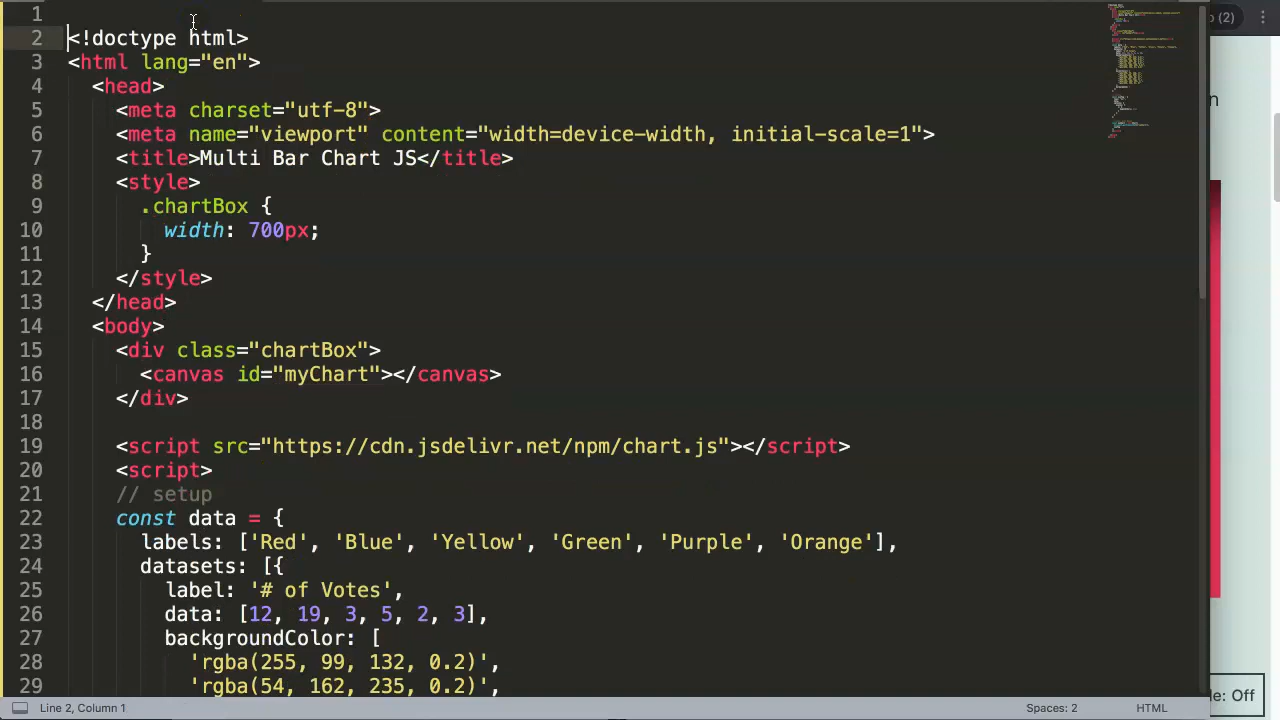 1
2 <!doctype html>
3 <html lang="en">
4   <head>
5     <meta charset="utf-8">
6     <meta name="viewport" content="width=device-width, initial-scale=1">
7     <title>Multi Bar Chart JS</title>
8     <style>
9       .chartBox {
10         width: 700px;
11       }
12     </style>
13   </head>
14   <body>
15     <div class="chartBox">
16       <canvas id="myChart"></canvas>
17     </div>
18
19     <script src="https://cdn.jsdelivr.net/npm/chart.js"></script>
20     <script>
21     // setup
22     const data = {
23       labels: ['Red', 'Blue', 'Yellow', 'Green', 'Purple', 'Orange'],
24       datasets: [{
25         label: '# of Votes',
26         data: [12, 19, 3, 5, 2, 3],
27         backgroundColor: [
28           'rgba(255, 99, 132, 0.2)',
29           'rgba(54, 162, 235, 0.2)',
(2)
Off
Line 2, Column 1
Spaces: 2
HTML